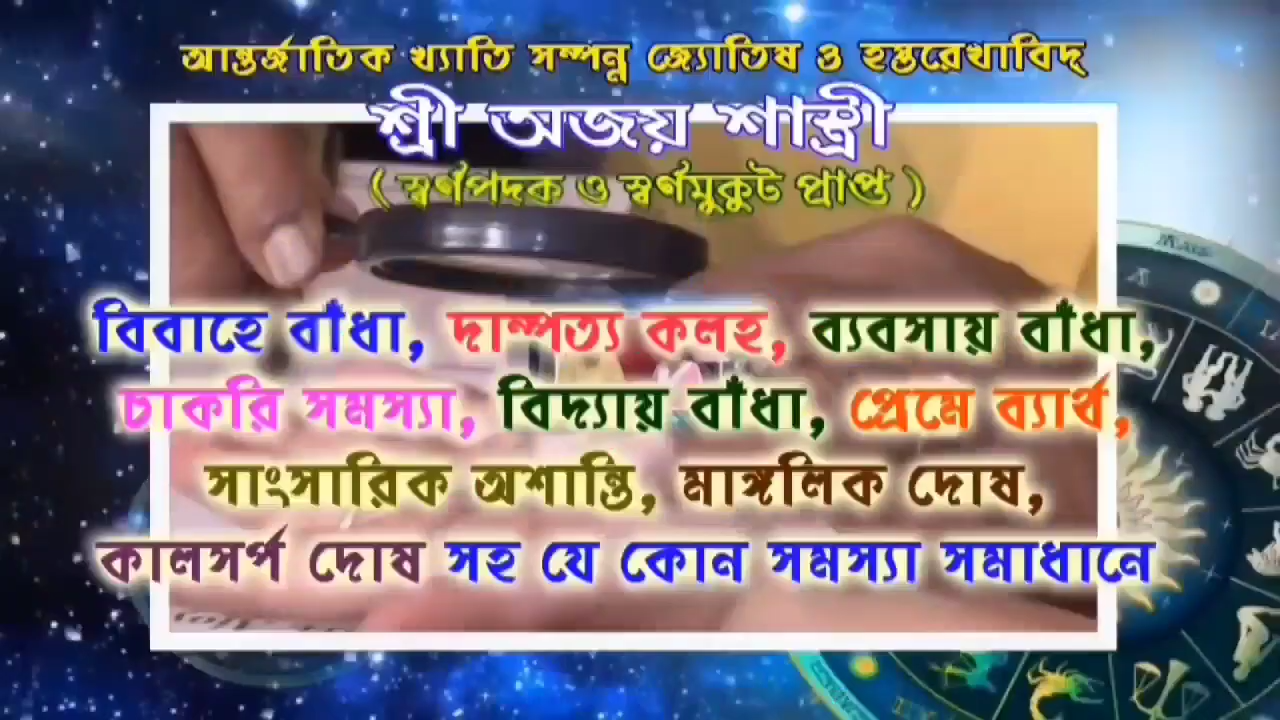 আন্তর্জাতিক খ্যাতি সম্পন্ন জ্যোতিষ ও হস্তরেখাবিদ্
শ্রী অজয় শাস্ত্রী
( স্বর্ণপদক ও স্বর্ণমুকুট প্রাপ্ত )
বিবাহে বাঁধা, দাম্পত্য কলহ, ব্যবসায় বাঁধা,
চাকরি সমস্যা, বিদ্যায় বাঁধা, প্রেমে ব্যার্থ,
সাংসারিক অশান্তি, মাঙ্গলিক দোষ,
কালসর্প দোষ সহ যে কোন সমস্যা সমাধানে